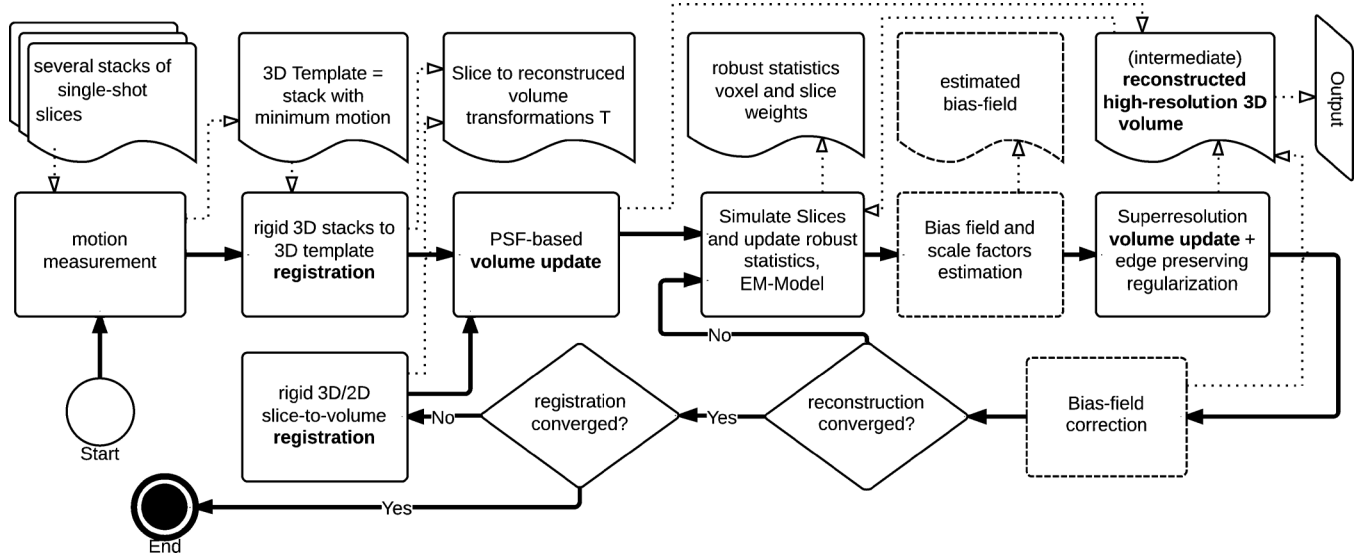 several stacks of
single-shot
slices
3D Template =
stack with
minimum motion
Slice to reconstruced
volume
transformations T
robust statistics
voxel and slice
weights
estimated
bias-field
(intermediate)
reconstructed
high-resolution 3D
volume
Output
motion
measurement
rigid 3D stacks to
3D template
registration
PSF-based
volume update
Simulate Slices
and update robust
statistics,
EM-Model
Bias field and
scale factors
estimation
Superresolution
volume update +
edge preserving
regularization
No
Start
rigid 3D/2D
slice-to-volume
registration
No
registration
converged?
Yes
reconstruction
converged?
Bias-field
correction
Yes
End